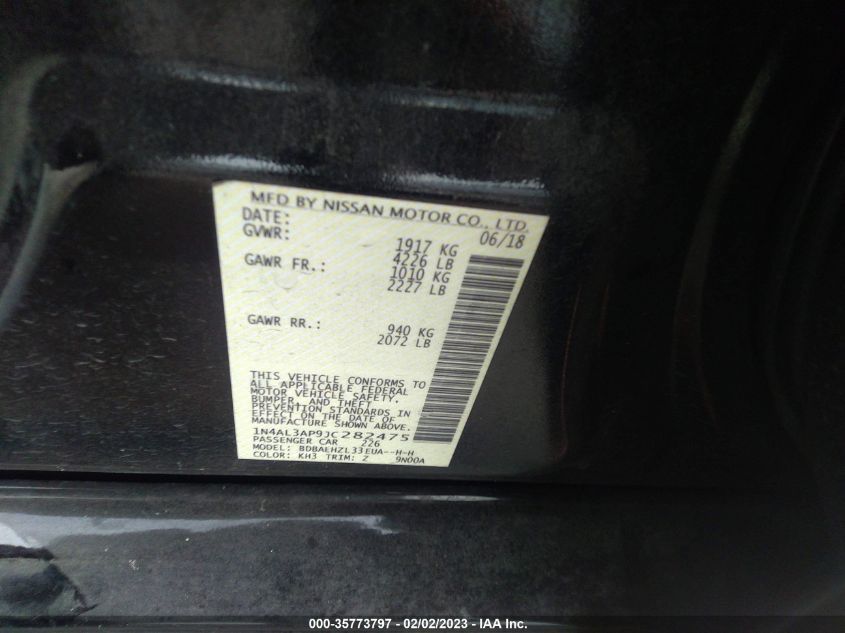 MFD BY NISSAN MOTOR CO., LTD.
DATE: 06/18
GVWR: 1917 KG
4226 LB
GAWR FR.: 1010 KG
2227 LB
GAWR RR.: 940 KG
2072 LB
THIS VEHICLE CONFORMS TO
ALL APPLICABLE FEDERAL
MOTOR VEHICLE SAFETY,
BUMPER, AND THEFT
PREVENTION STANDARDS IN
EFFECT ON THE DATE OF
MANUFACTURE SHOWN ABOVE.
1N4AL3AP9JC282475
PASSENGER CAR 226
MODEL: BDBALHZL33EUA--H-H
COLOR: KH3 TRIM: Z 9N00A
000-35773797 - 02/02/2023 - IAA Inc.